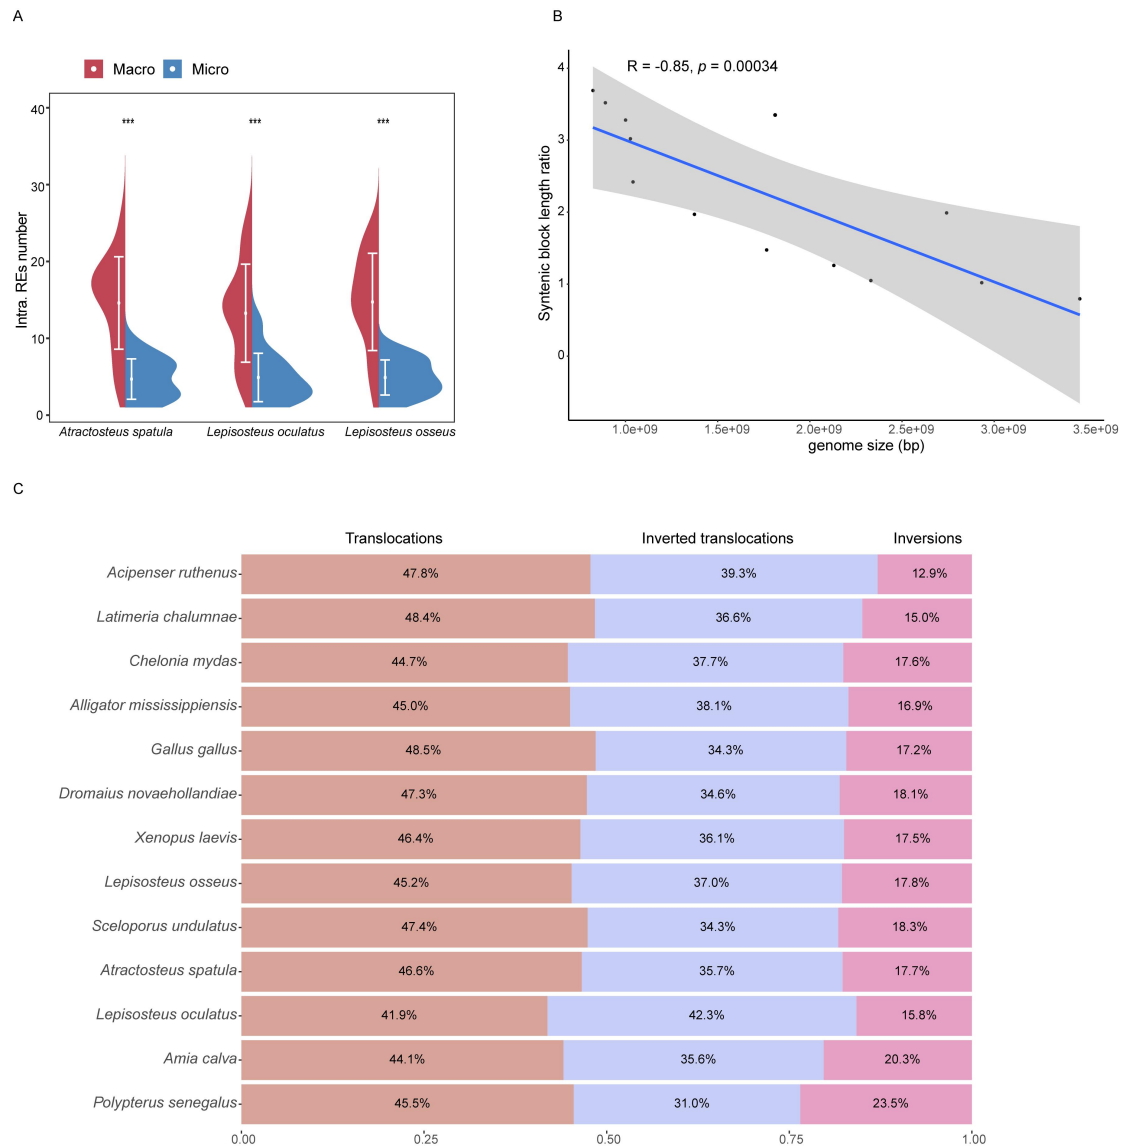 A
Macro Micro
Intra. REs number
40
30
20
10
0
*** *** ***
Atractosteus spatula Lepisosteus oculatus Lepisosteus osseus
B
R = -0.85, p = 0.00034
Syntenic block length ratio
4
3
2
1
0
1.0e+09 1.5e+09 2.0e+09 2.5e+09 3.0e+09 3.5e+09
genome size (bp)
C
Translocations Inverted translocations Inversions
Acipenser ruthenus 47.8% 39.3% 12.9%
Latimeria chalumnae 48.4% 36.6% 15.0%
Chelonia mydas 44.7% 37.7% 17.6%
Alligator mississippiensis 45.0% 38.1% 16.9%
Gallus gallus 48.5% 34.3% 17.2%
Dromaius novaehollandiae 47.3% 34.6% 18.1%
Xenopus laevis 46.4% 36.1% 17.5%
Lepisosteus osseus 45.2% 37.0% 17.8%
Sceloporus undulatus 47.4% 34.3% 18.3%
Atractosteus spatula 46.6% 35.7% 17.7%
Lepisosteus oculatus 41.9% 42.3% 15.8%
Amia calva 44.1% 35.6% 20.3%
Polypterus senegalus 45.5% 31.0% 23.5%
0.00 0.25 0.50 0.75 1.00